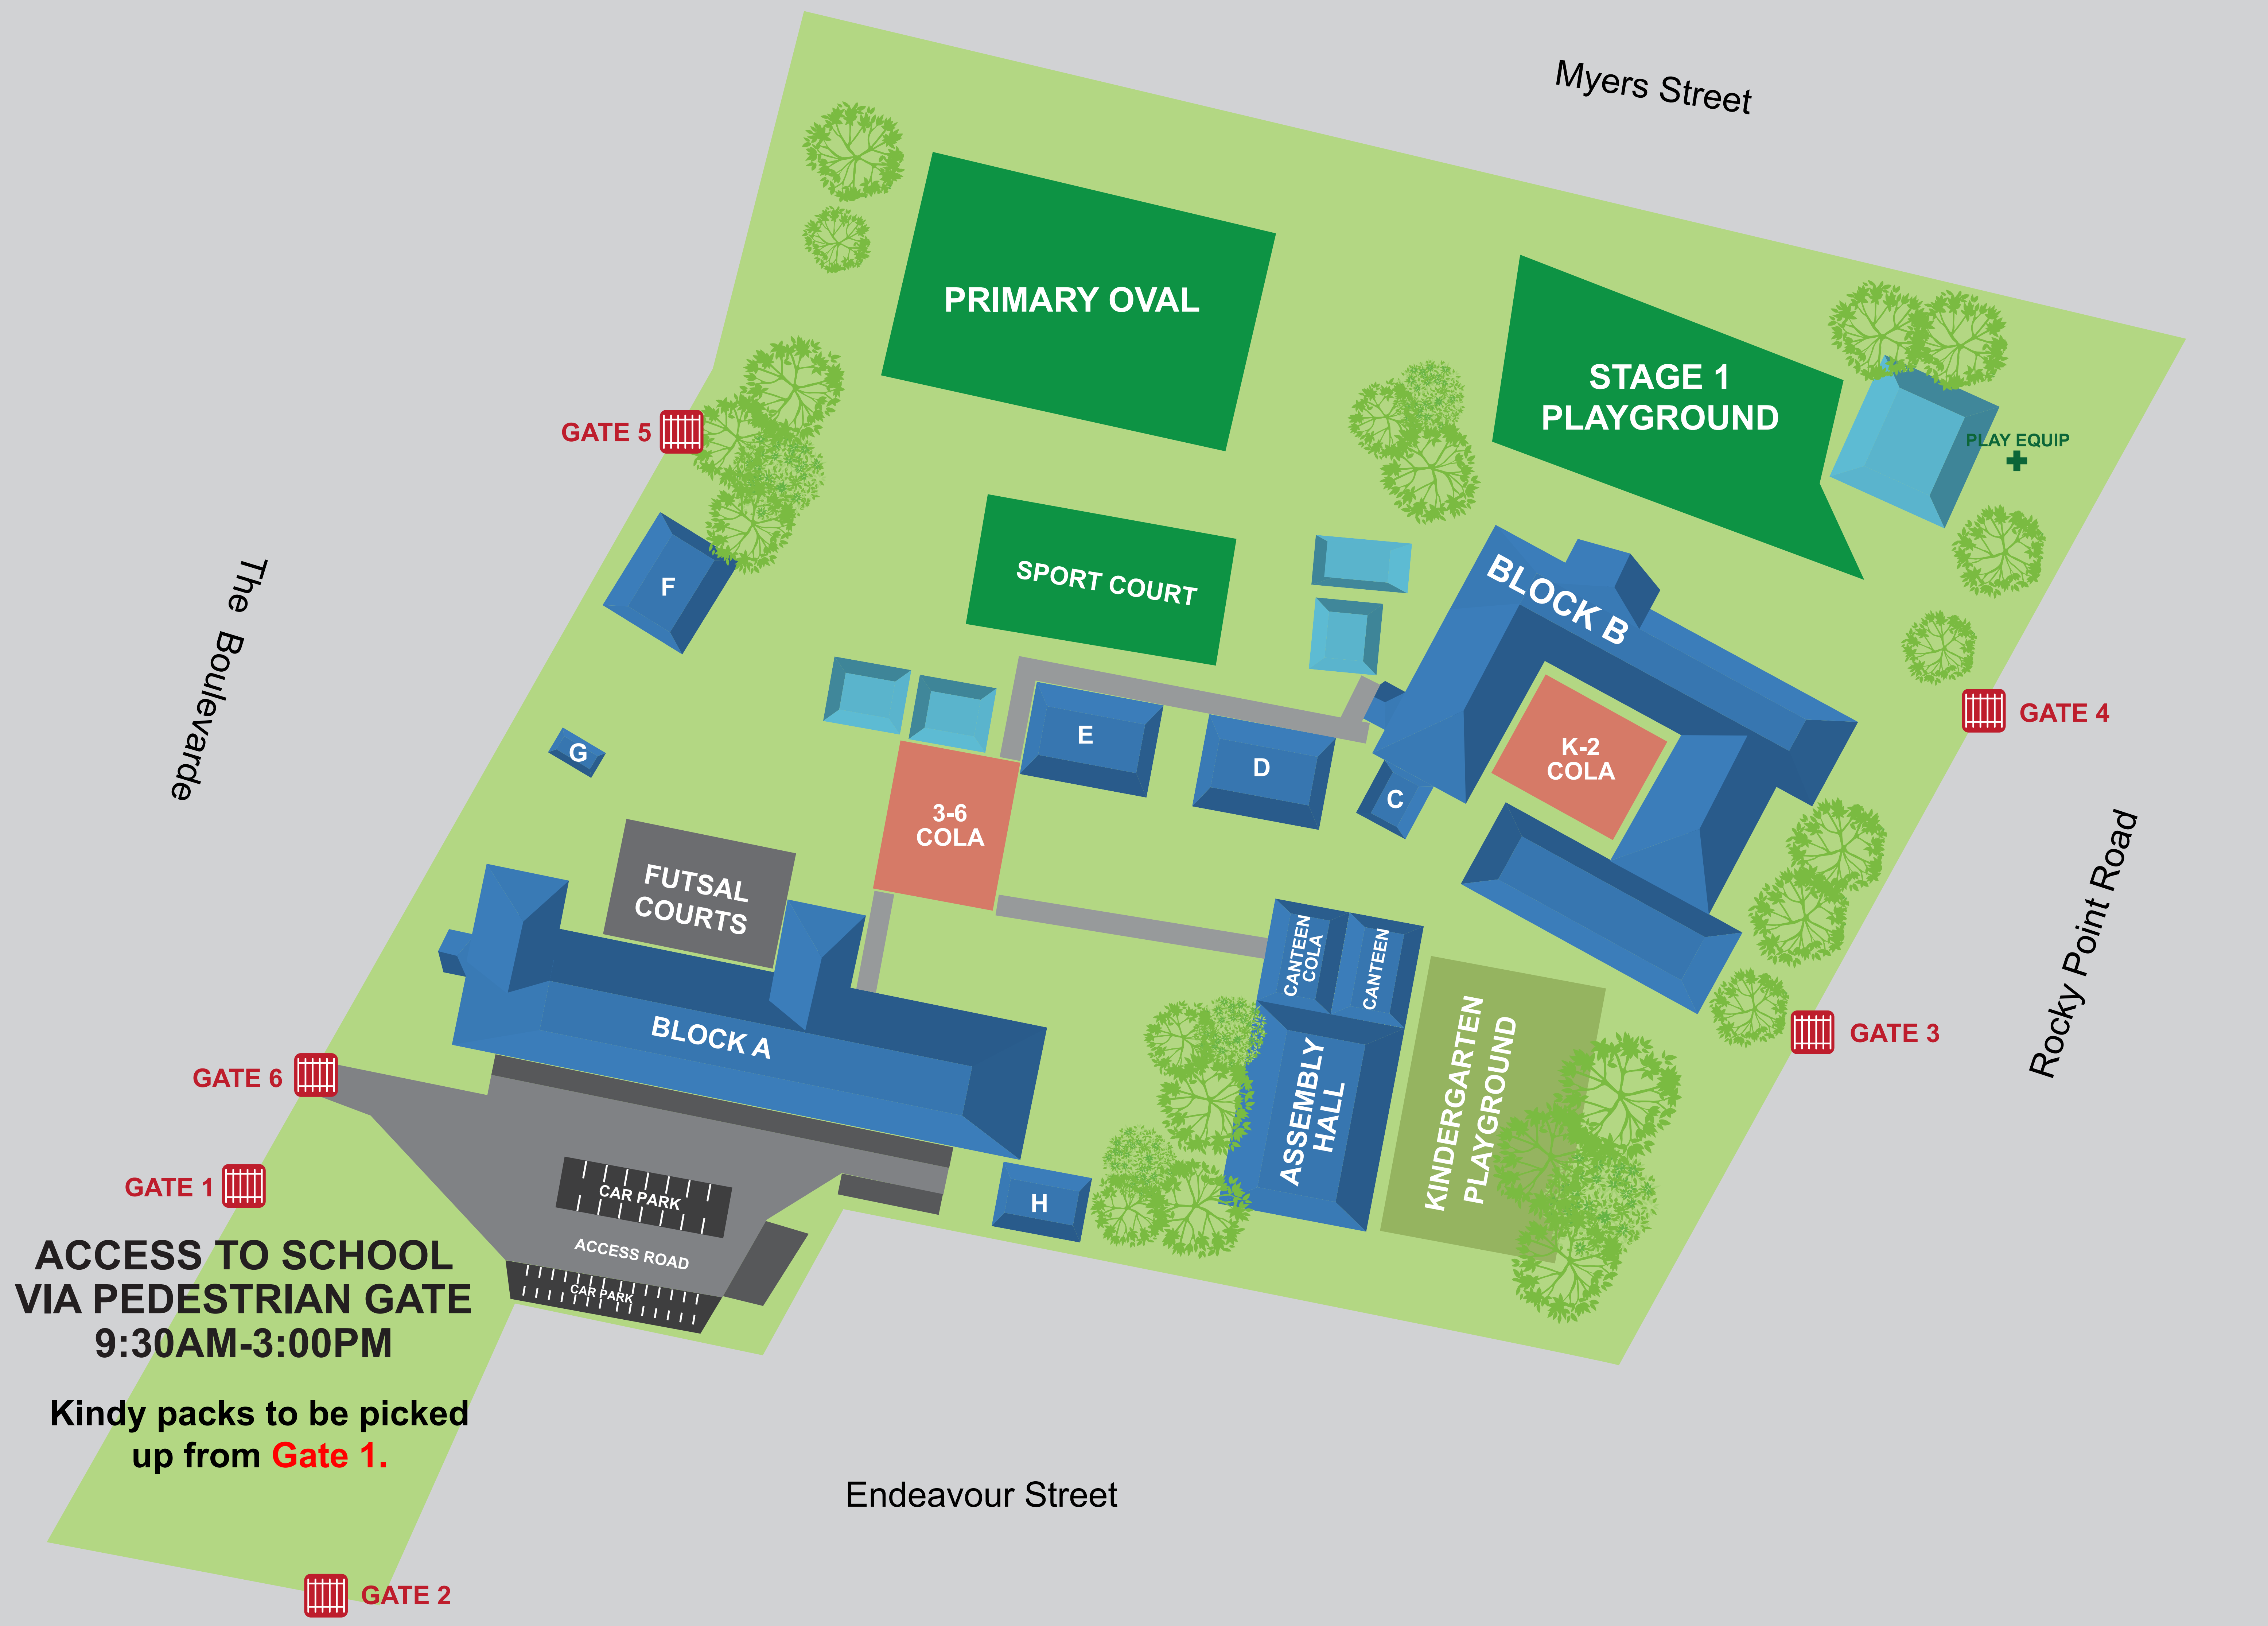 Myers Street
PRIMARY OVAL
STAGE 1
PLAYGROUND
PLAY EQUIP
GATE 5
F
SPORT COURT
BLOCK B
The Boulevarde
GATE 4
G
E
D
C
K-2
COLA
3-6
COLA
FUTSAL
COURTS
CANTEEN
COLA
CANTEEN
Rocky Point Road
GATE 3
BLOCK A
ASSEMBLY
HALL
KINDERGARTEN
PLAYGROUND
GATE 6
GATE 1
CAR PARK
H
ACCESS ROAD
CAR PARK
ACCESS TO SCHOOL
VIA PEDESTRIAN GATE
9:30AM-3:00PM
Kindy packs to be picked
up from Gate 1.
Endeavour Street
GATE 2